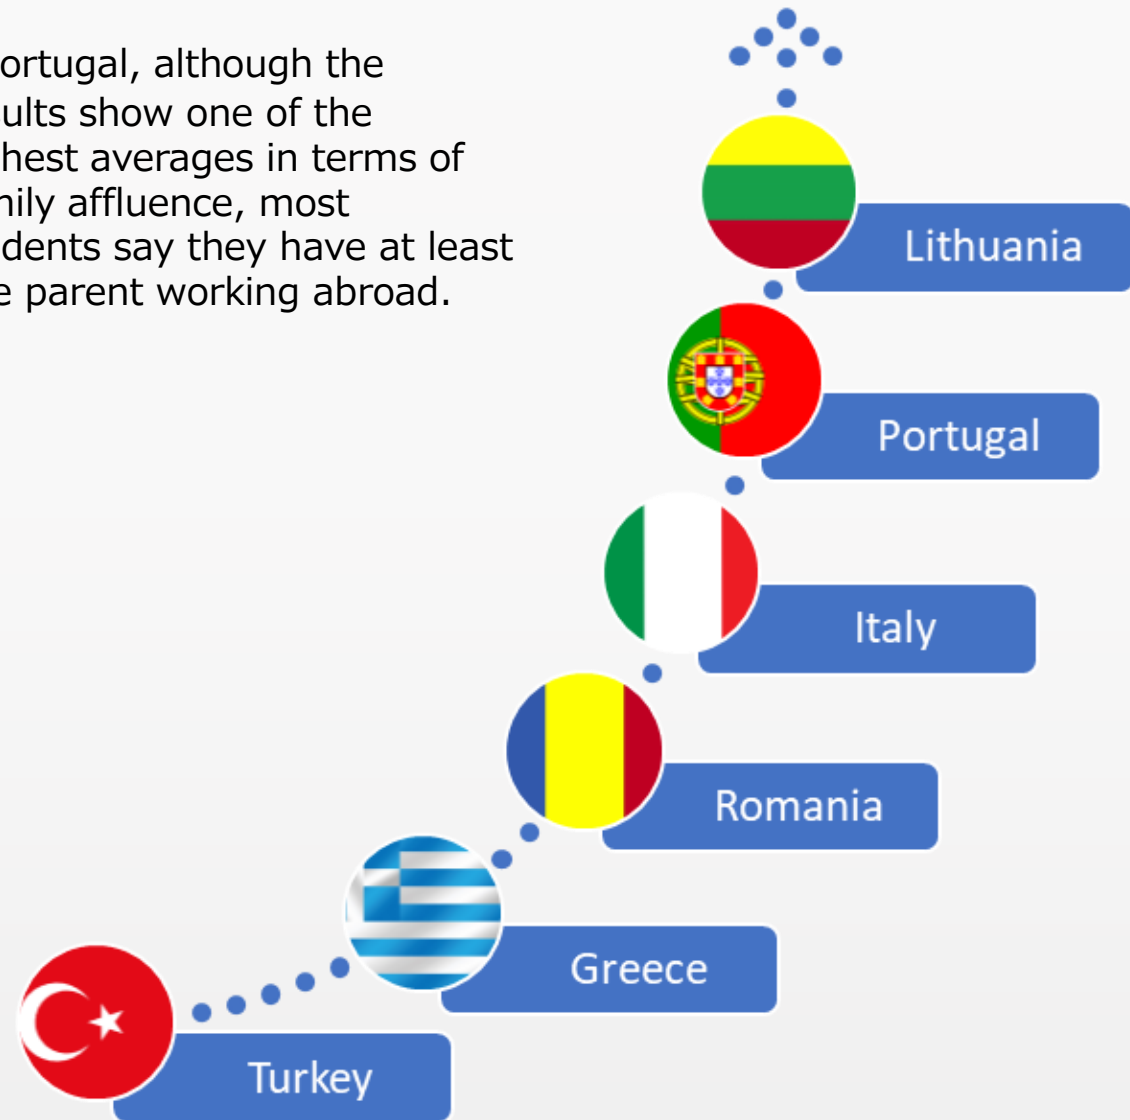 ortugal, although the
ults show one of the
hest averages in terms of
ily affluence, most
dents say they have at least
e parent working abroad.
Lithuania
Portugal
Italy
Romania
Greece
Turkey